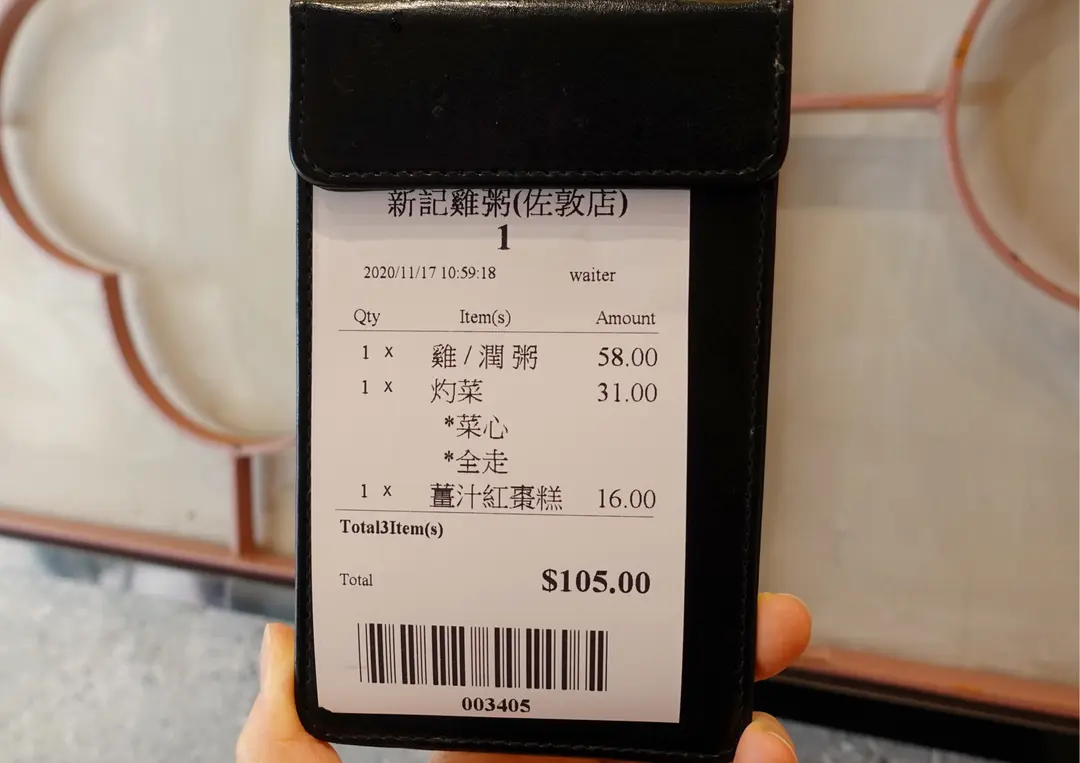 新記雞粥(佐敦店)
1
2020/11/17 10:59:18 waiter
Qty Item(s) Amount
1 x 雞 / 潤 粥 58.00
1 x 灼菜 31.00
*菜心
*全走
1 x 薑汁紅棗糕 16.00
Total3Item(s)
Total $105.00
003405